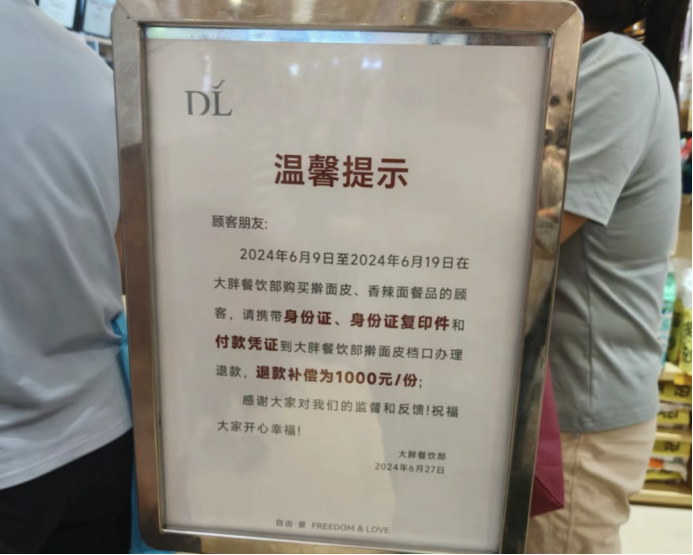 DL
温馨提示
顾客朋友:
2024年6月9日至2024年6月19日在
大胖餐饮部购买擀面皮、香辣面餐品的顾
客，请携带身份证、身份证复印件和
付款凭证到大胖餐饮部擀面皮档口办理
退款，退款补偿为1000元/份;
感谢大家对我们的监督和反馈!祝福
大家开心幸福!
大胖餐饮部
2024年6月27日
自由·爱 FREEDOM & LOVE